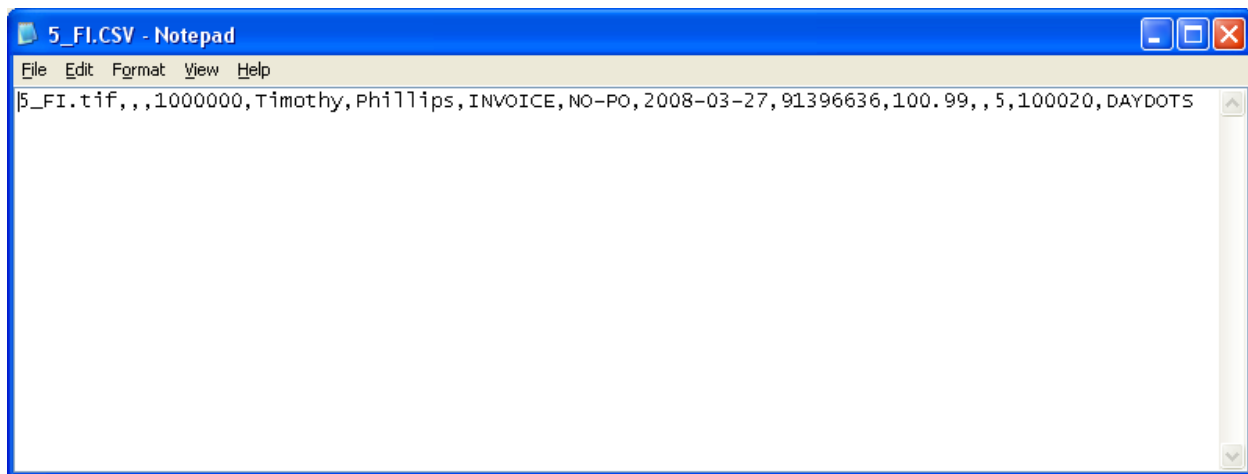 5_FI.CSV - Notepad
File Edit Format View Help
5_FI.tif,,,1000000,Timothy,Phillips,INVOICE,NO-PO,2008-03-27,91396636,100.99,,5,100020,DAYDOTS